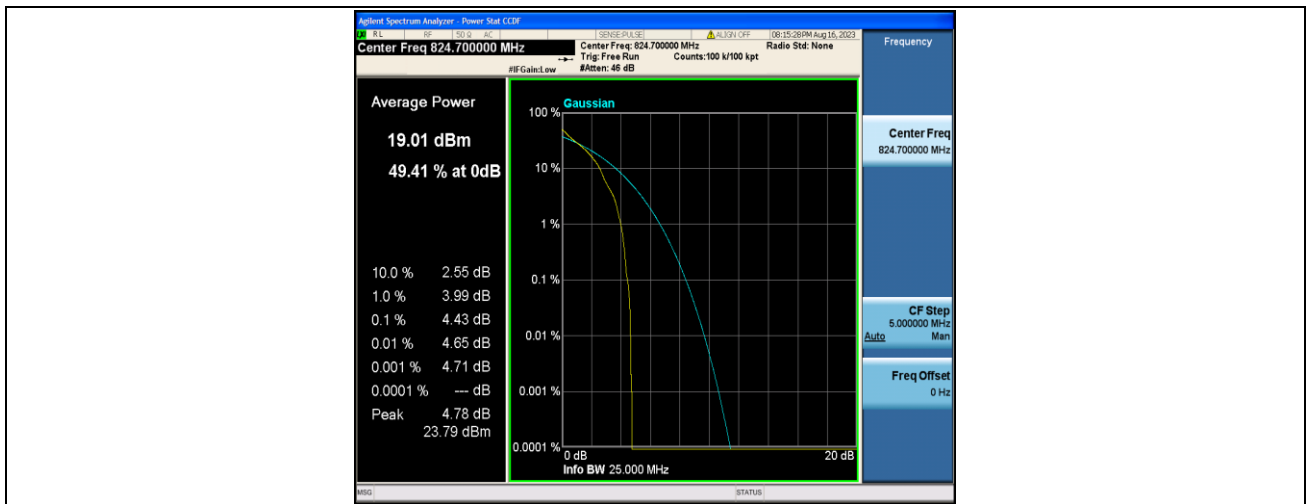 Agilent Spectrum Analyzer - Power Stat CCDF
RL RF 50 Ω AC SENSE:PULSE ALIGN OFF 08:15:28 PM Aug 16, 2023
Center Freq 824.700000 MHz
Center Freq: 824.700000 MHz Radio Std: None
Trig: Free Run Counts:100 k/100 kpt
#IFGain:Low #Atten: 46 dB
Frequency
Average Power
19.01 dBm
49.41 % at 0dB
10.0 % 2.55 dB
1.0 % 3.99 dB
0.1 % 4.43 dB
0.01 % 4.65 dB
0.001 % 4.71 dB
0.0001 % --- dB
Peak 4.78 dB
23.79 dBm
Gaussian
100 %
10 %
1 %
0.1 %
0.01 %
0.001 %
0.0001 %
0 dB 20 dB
Info BW 25.000 MHz
Center Freq
824.700000 MHz
CF Step
5.000000 MHz
Auto Man
Freq Offset
0 Hz
MSG STATUS